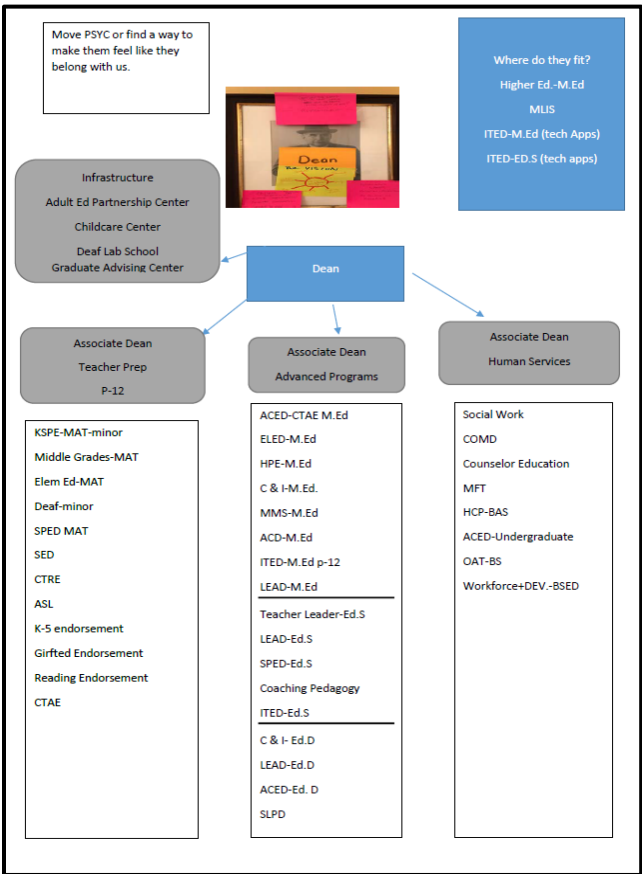 Move PSYC or find a way to
make them feel like they
belong with us.
Where do they fit?
Higher Ed.-M.Ed
MLIS
ITED-M.Ed (tech Apps)
ITED-ED.S (tech apps)
Dean
Infrastructure
Adult Ed Partnership Center
Childcare Center
Deaf Lab School
Graduate Advising Center
Dean
Associate Dean
Teacher Prep
P-12
Associate Dean
Advanced Programs
Associate Dean
Human Services
KSPE-MAT-minor
Middle Grades-MAT
Elem Ed-MAT
Deaf-minor
SPED MAT
SED
CTRE
ASL
K-5 endorsement
Girfted Endorsement
Reading Endorsement
CTAE
ACED-CTAE M.Ed
ELED-M.Ed
HPE-M.Ed
C & I-M.Ed.
MMS-M.Ed
ACD-M.Ed
ITED-M.Ed p-12
LEAD-M.Ed
Teacher Leader-Ed.S
LEAD-Ed.S
SPED-Ed.S
Coaching Pedagogy
ITED-Ed.S
C & I- Ed.D
LEAD-Ed.D
ACED-Ed. D
SLPD
Social Work
COMD
Counselor Education
MFT
HCP-BAS
ACED-Undergraduate
OAT-BS
Workforce+DEV.-BSED